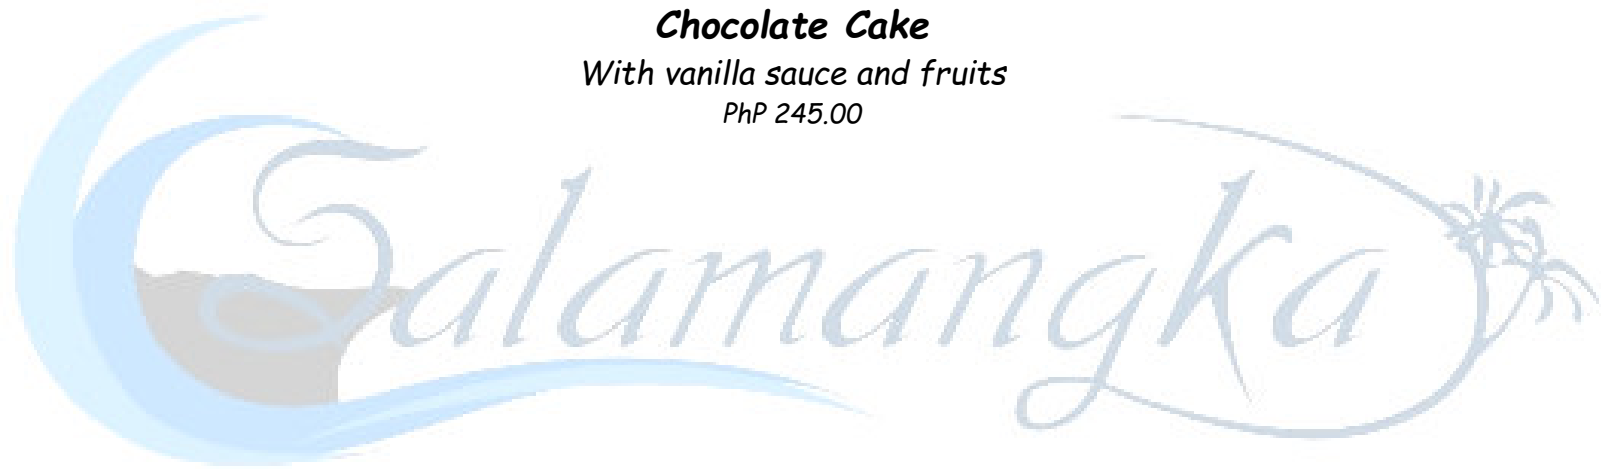 Chocolate Cake
With vanilla sauce and fruits
PhP 245.00
Salamangka